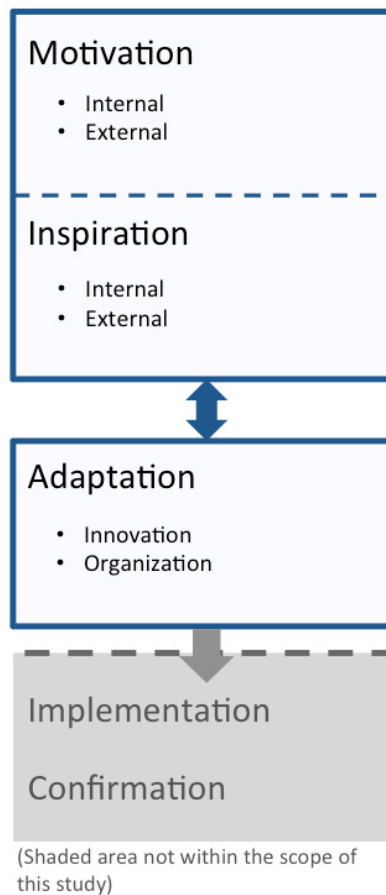 Motivation
• Internal
• External
Inspiration
• Internal
• External
Adaptation
• Innovation
• Organization
Implementation
Confirmation
(Shaded area not within the scope of
this study)